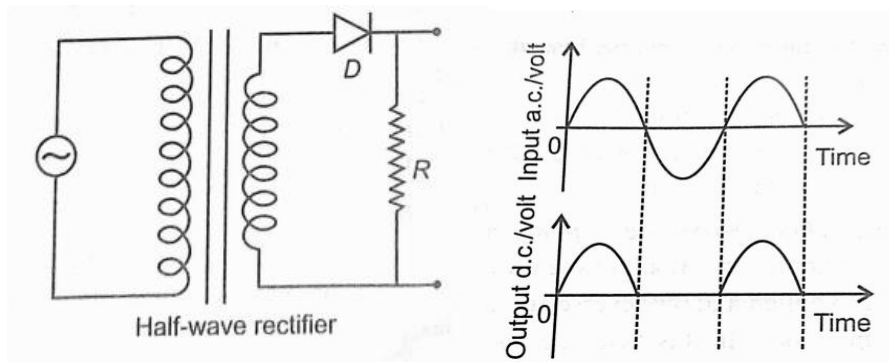 D
R
Half-wave rectifier
Input a.c./volt
0
Time
Output d.c./volt
0
Time